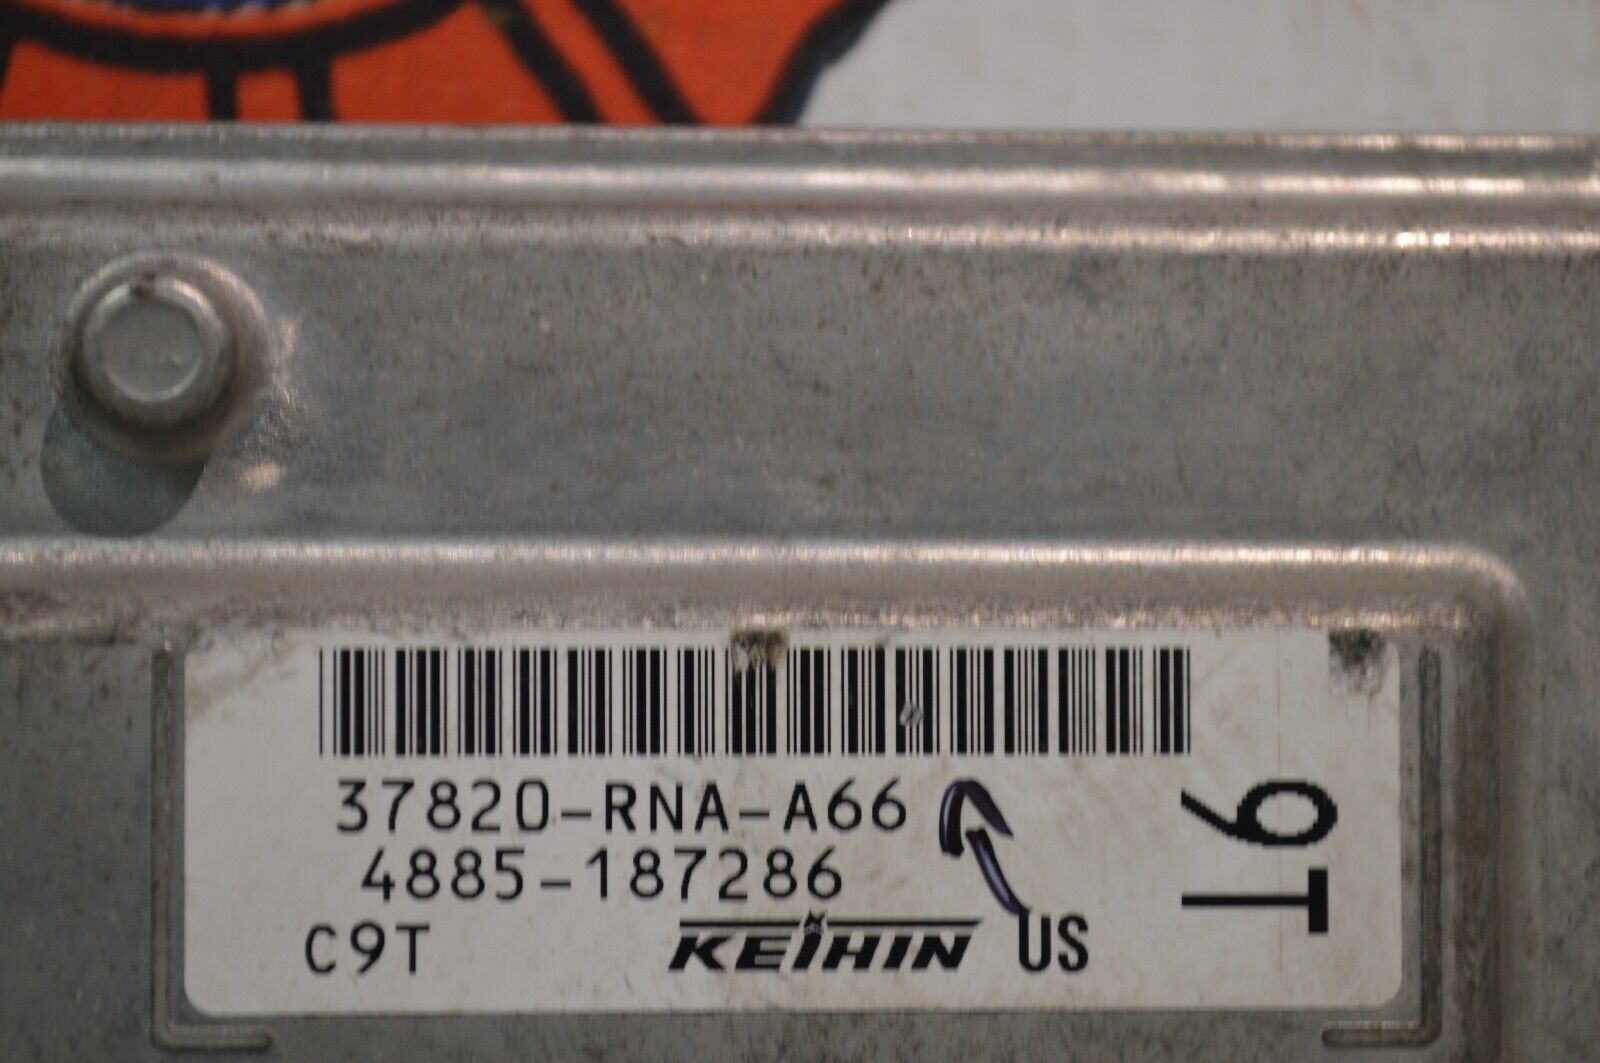 37820-RNA-A66
4885-187286
C9T KEIHIN US
9T